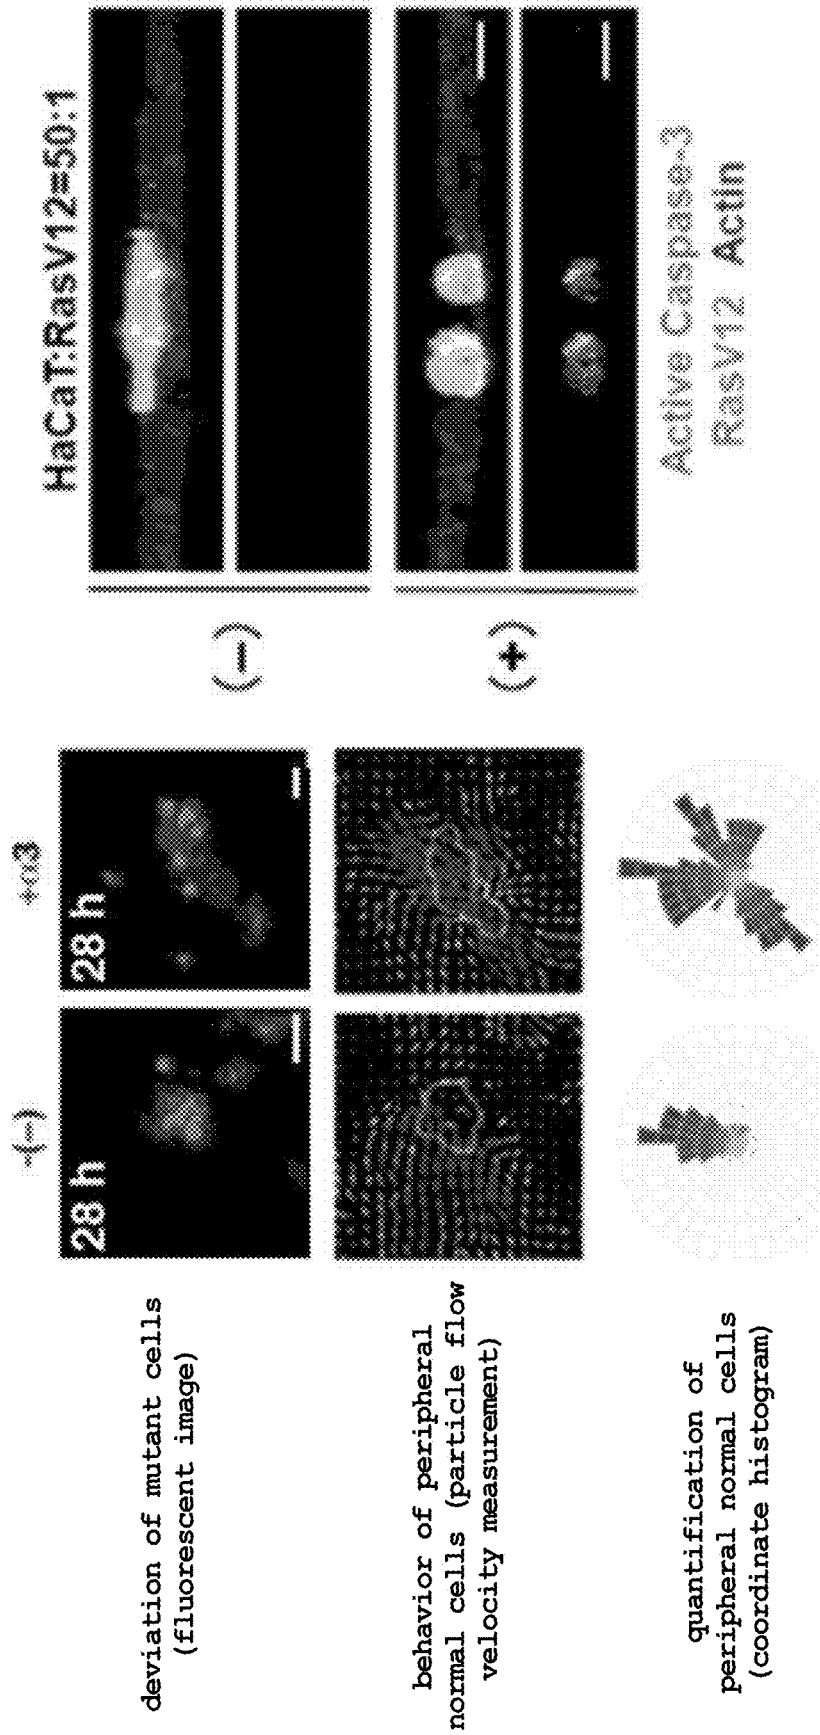 -(-)
+α3
28 h
28 h
deviation of mutant cells
(fluorescent image)
behavior of peripheral
normal cells (particle flow
velocity measurement)
quantification of
peripheral normal cells
(coordinate histogram)
HaCaT:RasV12=50:1
(-)
(+)
Active Caspase-3
RasV12 Actin